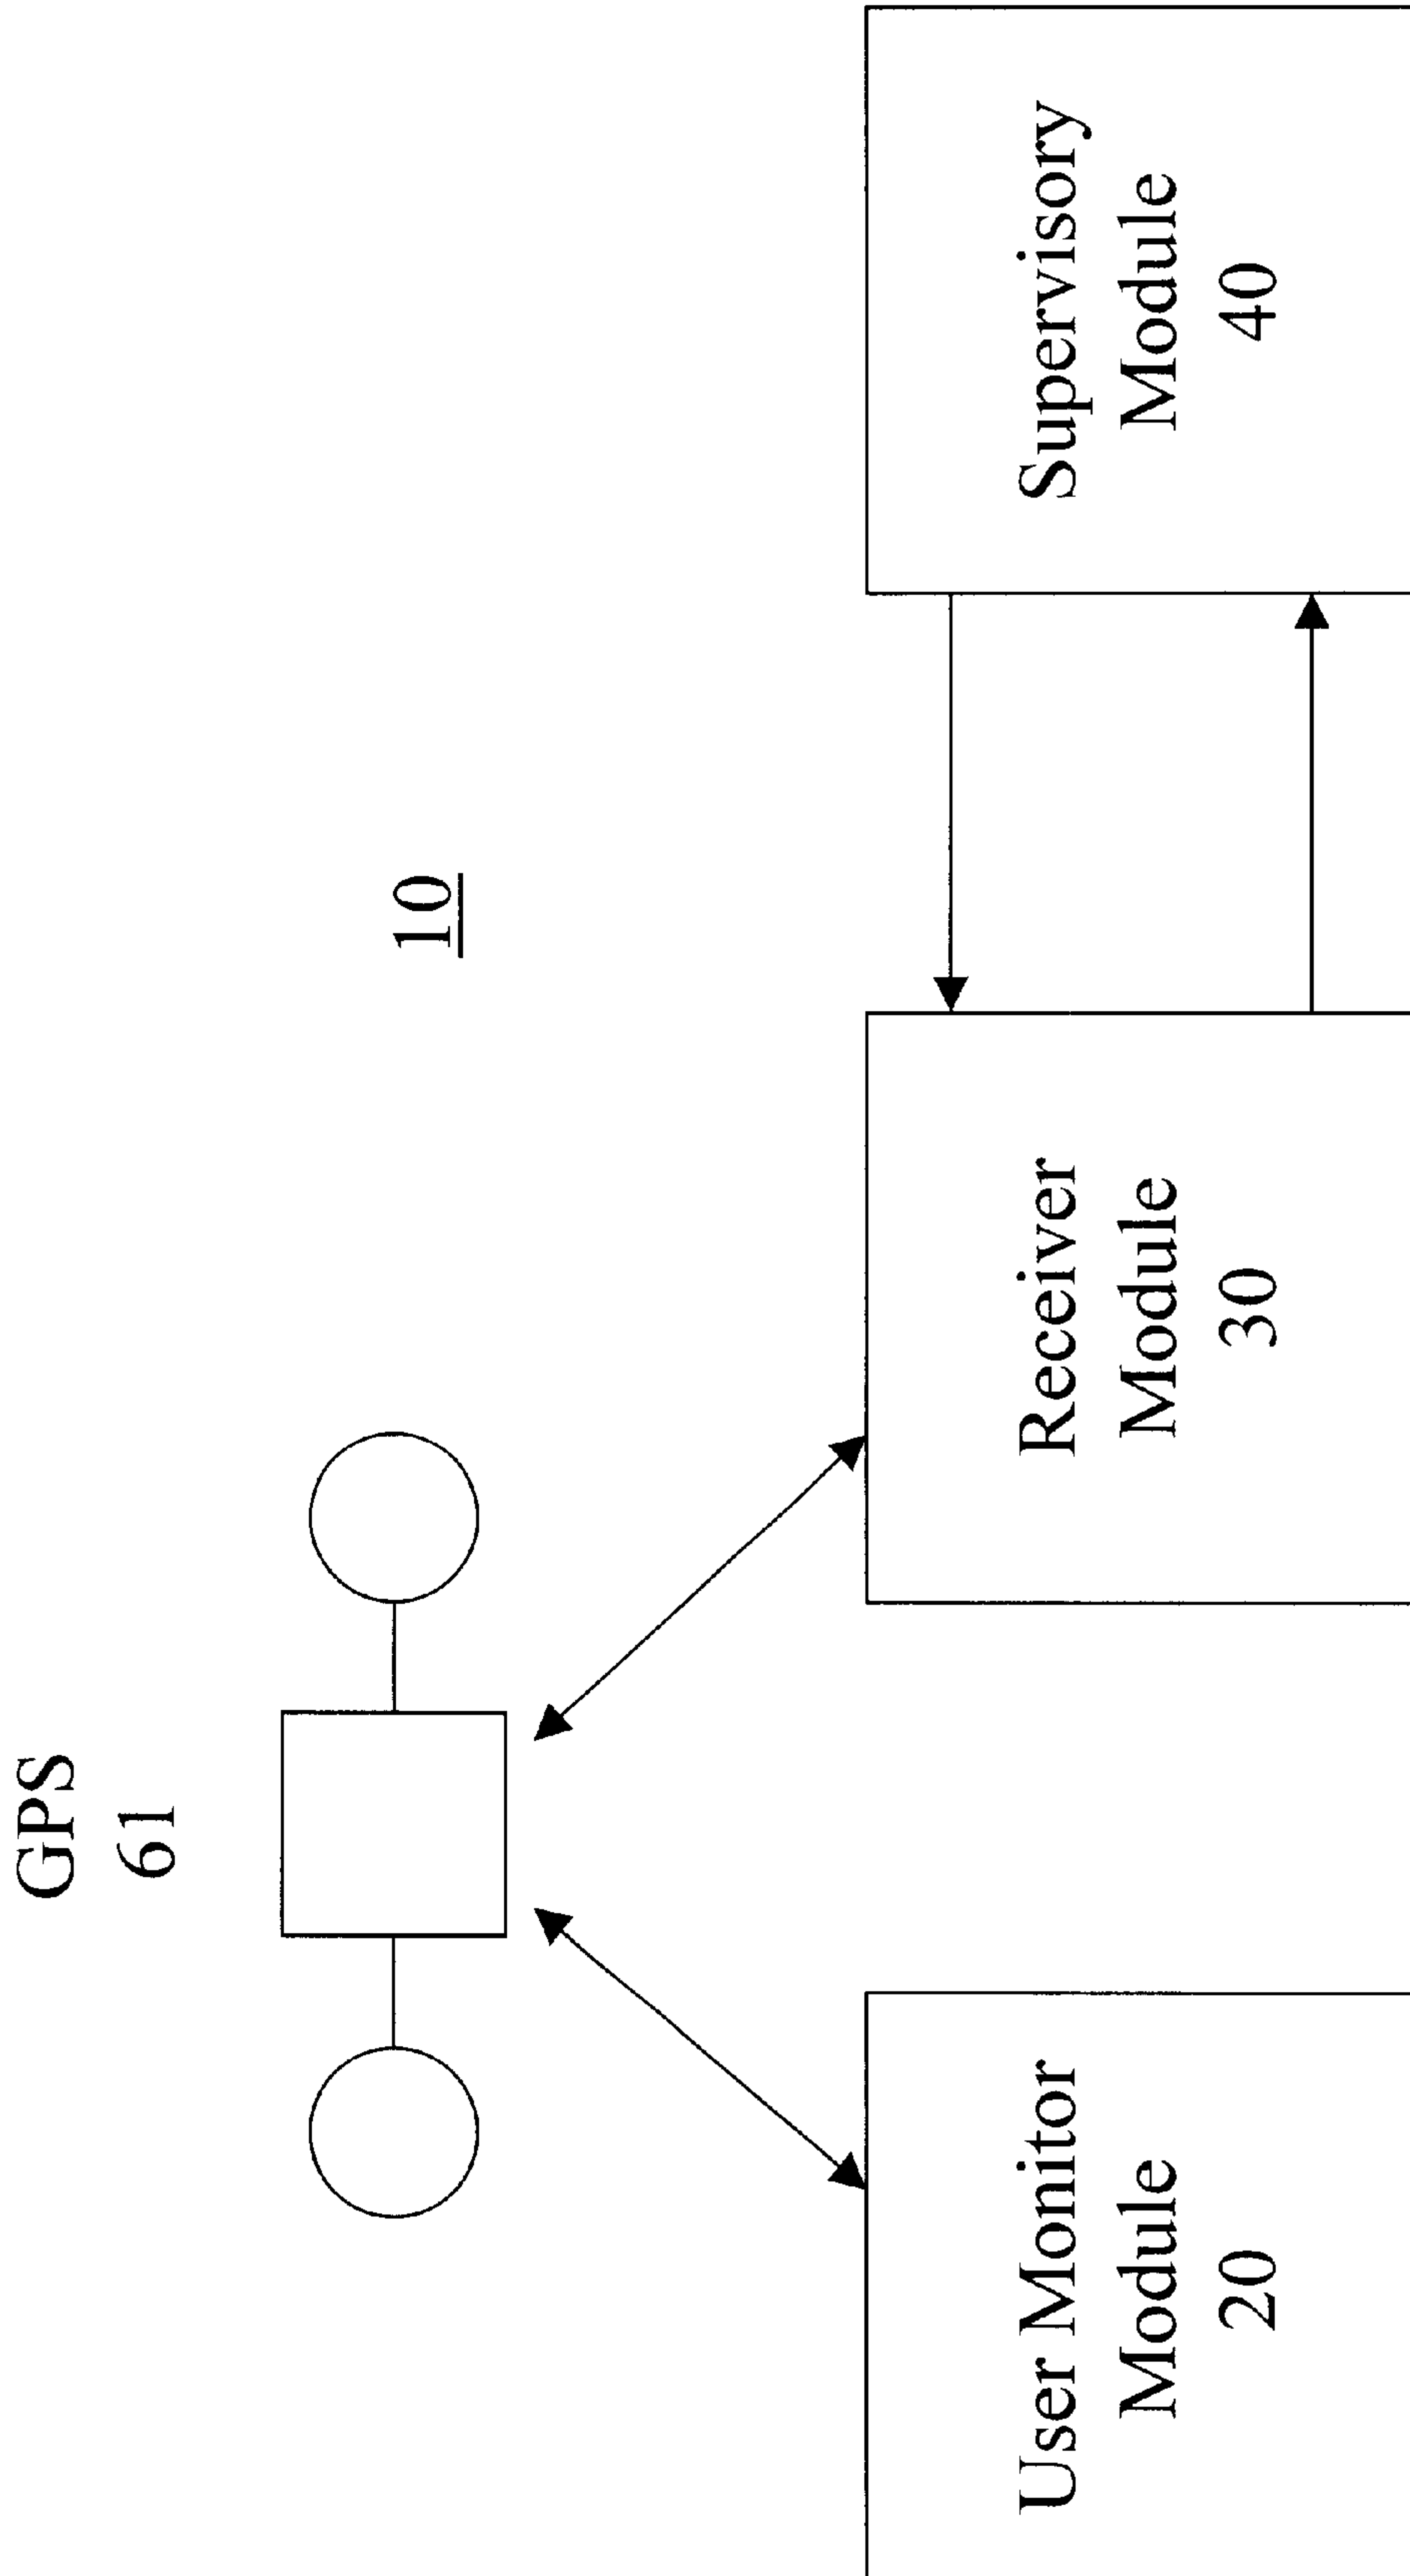 GPS
61
10
User Monitor
Module
20
Receiver
Module
30
Supervisory
Module
40